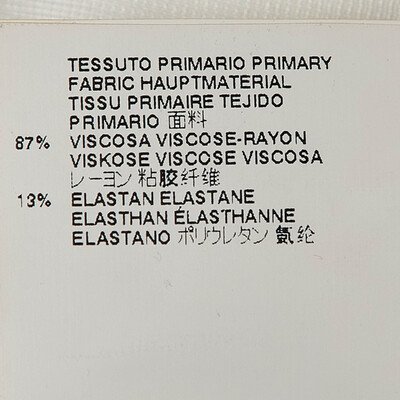 TESSUTO PRIMARIO PRIMARY
FABRIC HAUPTMATERIAL
TISSU PRIMAIRE TEJIDO
PRIMARIO 面料
87% VISCOSA VISCOSE-RAYON
VISKOSE VISCOSE VISCOSA
レーヨン 粘胶纤维
13% ELASTAN ELASTANE
ELASTHAN ÉLASTHANNE
ELASTANO ポリウレタン 氨纶